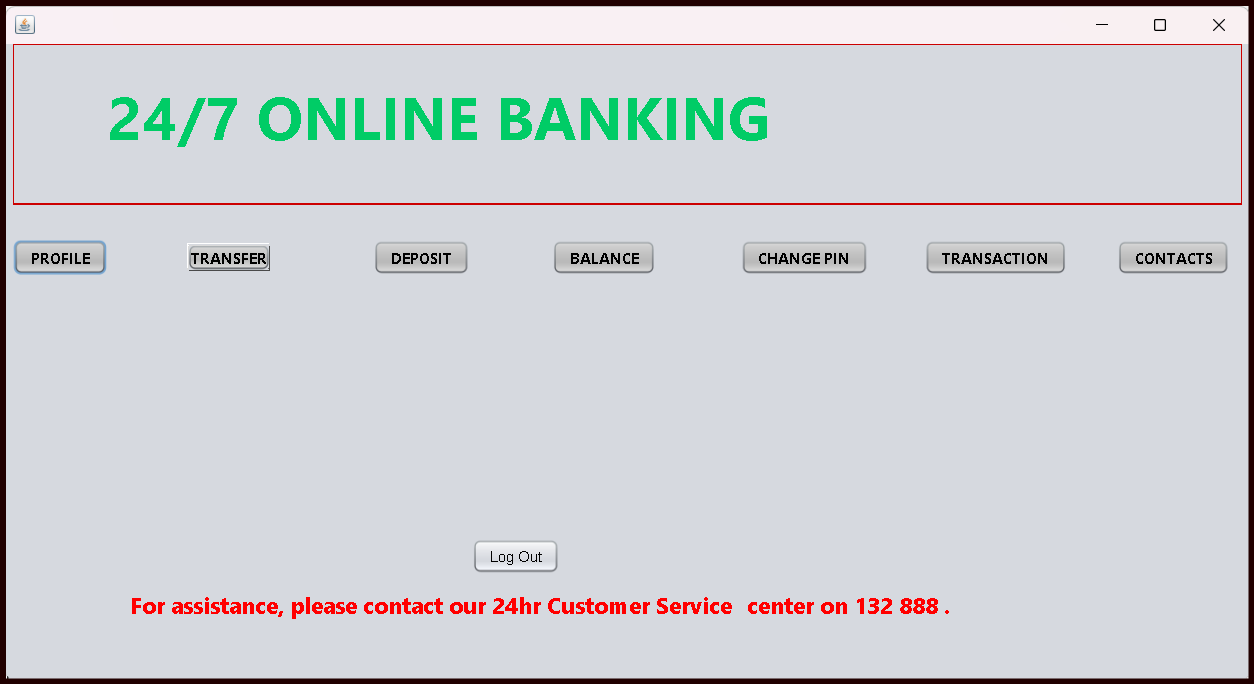 24/7 ONLINE BANKING
PROFILE TRANSFER DEPOSIT BALANCE CHANGE PIN TRANSACTION CONTACTS
Log Out
For assistance, please contact our 24hr Customer Service center on 132 888 .